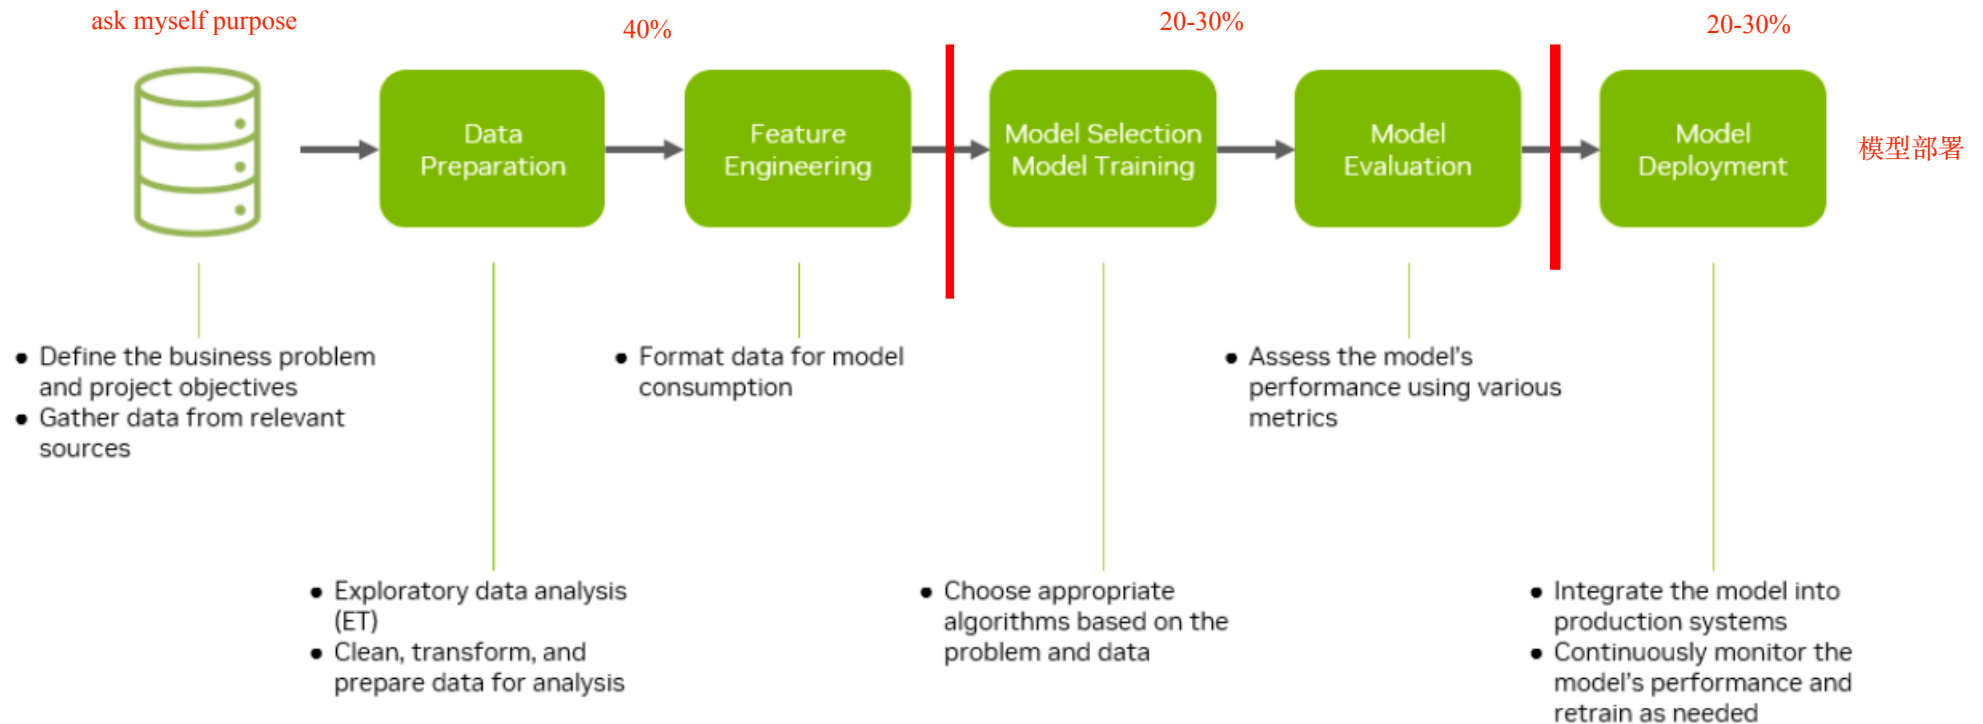 ask myself purpose
40%
20-30%
20-30%
Data
Preparation
Feature
Engineering
Model Selection
Model Training
Model
Evaluation
Model
Deployment
模型部署
● Define the business problem
and project objectives
● Gather data from relevant
sources
● Format data for model
consumption
● Assess the model's
performance using various
metrics
● Exploratory data analysis
(ET)
● Clean, transform, and
prepare data for analysis
● Choose appropriate
algorithms based on the
problem and data
● Integrate the model into
production systems
● Continuously monitor the
model's performance and
retrain as needed